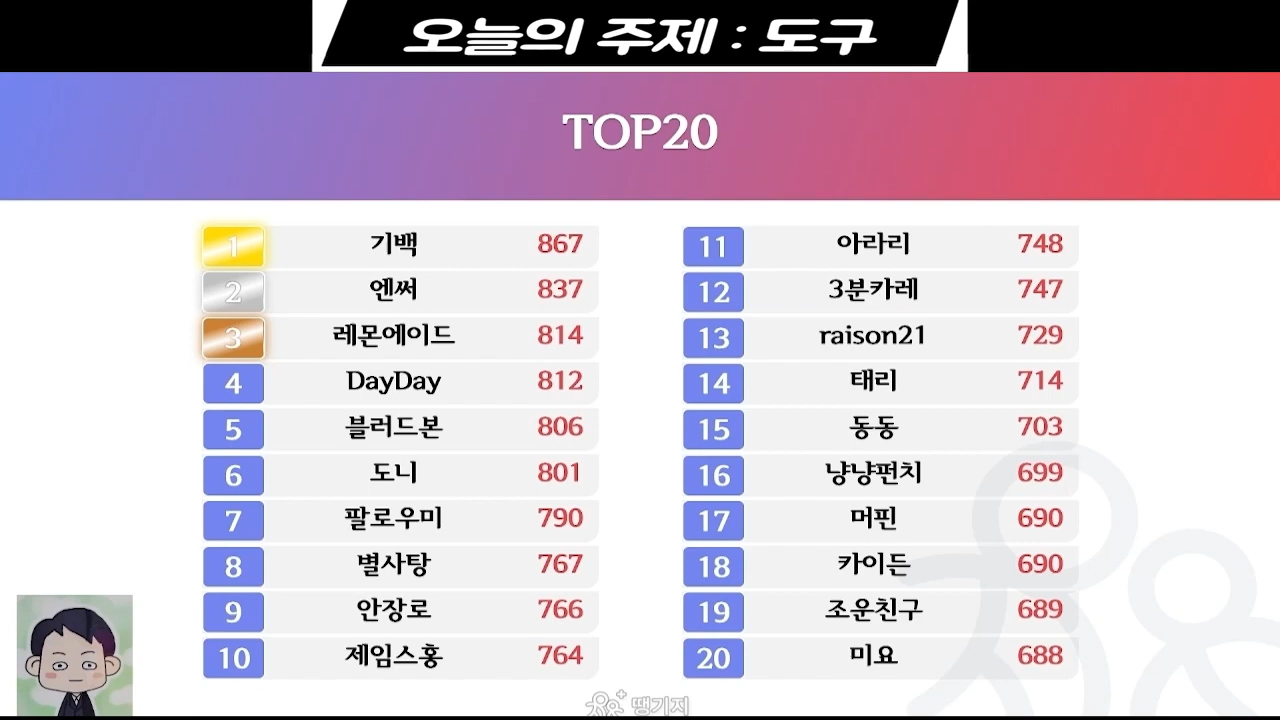 오늘의 주제 : 도구
TOP20
1 기백 867
2 엔써 837
3 레몬에이드 814
4 DayDay 812
5 블러드본 806
6 도니 801
7 팔로우미 790
8 별사탕 767
9 안장로 766
10 제임스홍 764
11 아라리 748
12 3분카레 747
13 raison21 729
14 태리 714
15 동동 703
16 냥냥펀치 699
17 머핀 690
18 카이든 690
19 조운친구 689
20 미요 688
땡기지